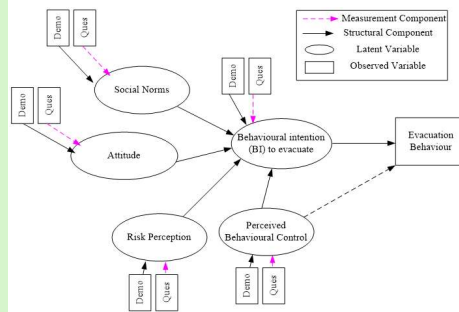 Measurement Component
Structural Component
Latent Variable
Observed Variable
Demo
Ques
Social Norms
Demo
Ques
Attitude
Demo
Ques
Behavioural intention
(BI) to evacuate
Evacuation
Behaviour
Risk Perception
Demo
Ques
Perceived
Behavioural Control
Demo
Ques